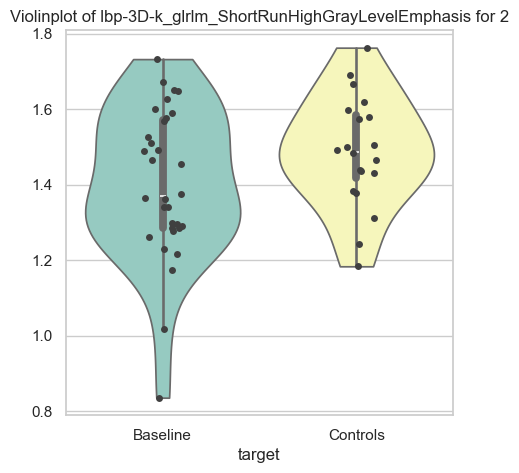 Violinplot of lbp-3D-k_glrlm_ShortRunHighGrayLevelEmphasis for 2
1.8
1.6
1.4
1.2
1.0
0.8
Baseline Controls
target